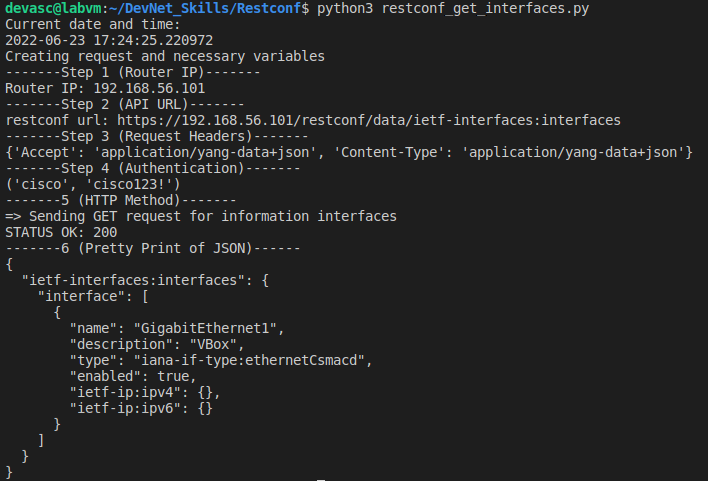 devasc@labvm:~/DevNet_Skills/Restconf$ python3 restconf_get_interfaces.py
Current date and time:
2022-06-23 17:24:25.220972
Creating request and necessary variables
-------Step 1 (Router IP)-------
Router IP: 192.168.56.101
-------Step 2 (API URL)-------
restconf url: https://192.168.56.101/restconf/data/ietf-interfaces:interfaces
-------Step 3 (Request Headers)-------
{'Accept': 'application/yang-data+json', 'Content-Type': 'application/yang-data+json'}
-------Step 4 (Authentication)-------
('cisco', 'cisco123!')
-------5 (HTTP Method)-------
=> Sending GET request for information interfaces
STATUS OK: 200
-------6 (Pretty Print of JSON)------
{
  "ietf-interfaces:interfaces": {
    "interface": [
      {
        "name": "GigabitEthernet1",
        "description": "VBox",
        "type": "iana-if-type:ethernetCsmacd",
        "enabled": true,
        "ietf-ip:ipv4": {},
        "ietf-ip:ipv6": {}
      }
    ]
  }
}